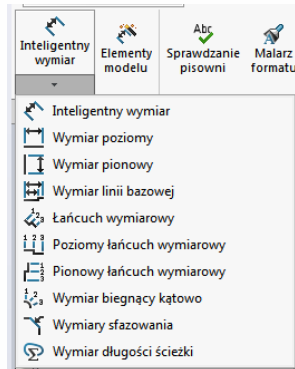 Inteligentny wymiar
Elementy modelu
Abc
Sprawdzanie pisowni
Malarz formatu
Inteligentny wymiar
Wymiar poziomy
Wymiar pionowy
Wymiar linii bazowej
Łańcuch wymiarowy
Poziomy łańcuch wymiarowy
Pionowy łańcuch wymiarowy
Wymiar biegnący kątowo
Wymiary sfazowania
Wymiar długości ścieżki